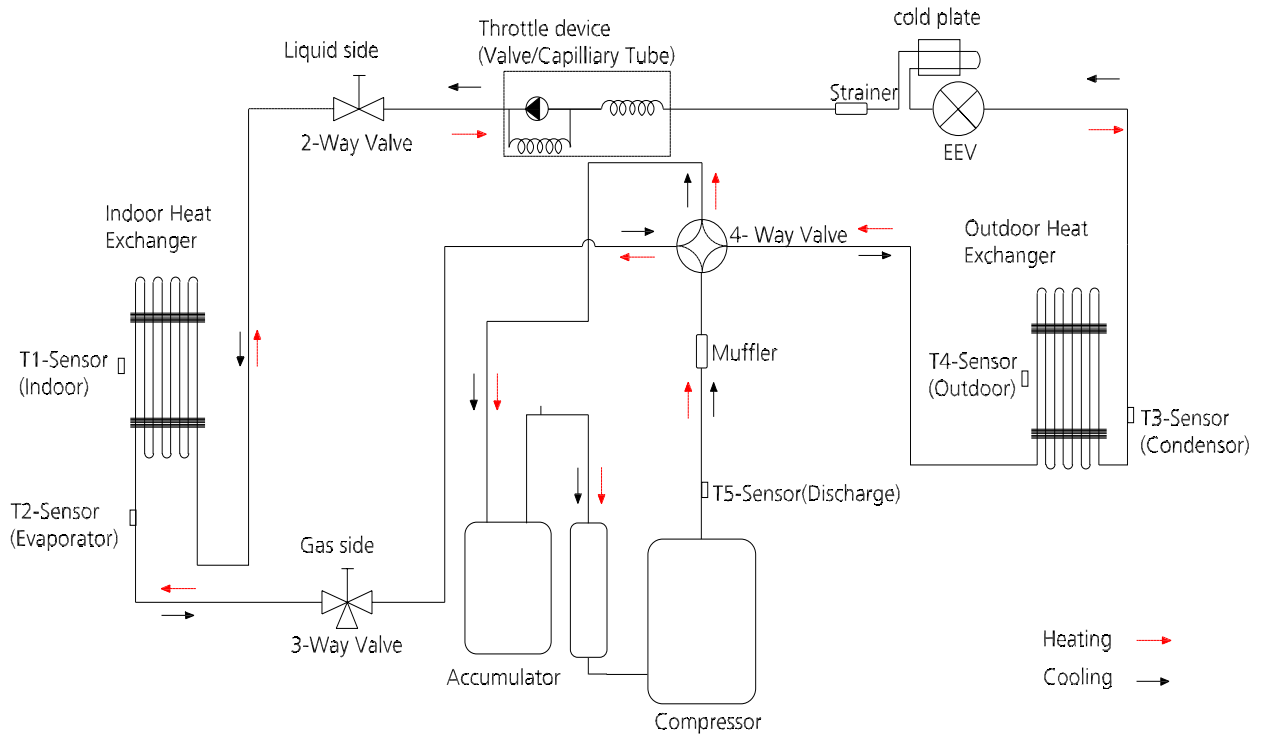 cold plate
Throttle device
(Valve/Capilliary Tube)
Liquid side
Strainer
2-Way Valve
EEV
Indoor Heat
Exchanger
4- Way Valve
Outdoor Heat
Exchanger
T1-Sensor
(Indoor)
Muffler
T4-Sensor
(Outdoor)
T3-Sensor
(Condensor)
T5-Sensor(Discharge)
T2-Sensor
(Evaporator)
Gas side
3-Way Valve
Heating
Accumulator
Cooling
Compressor